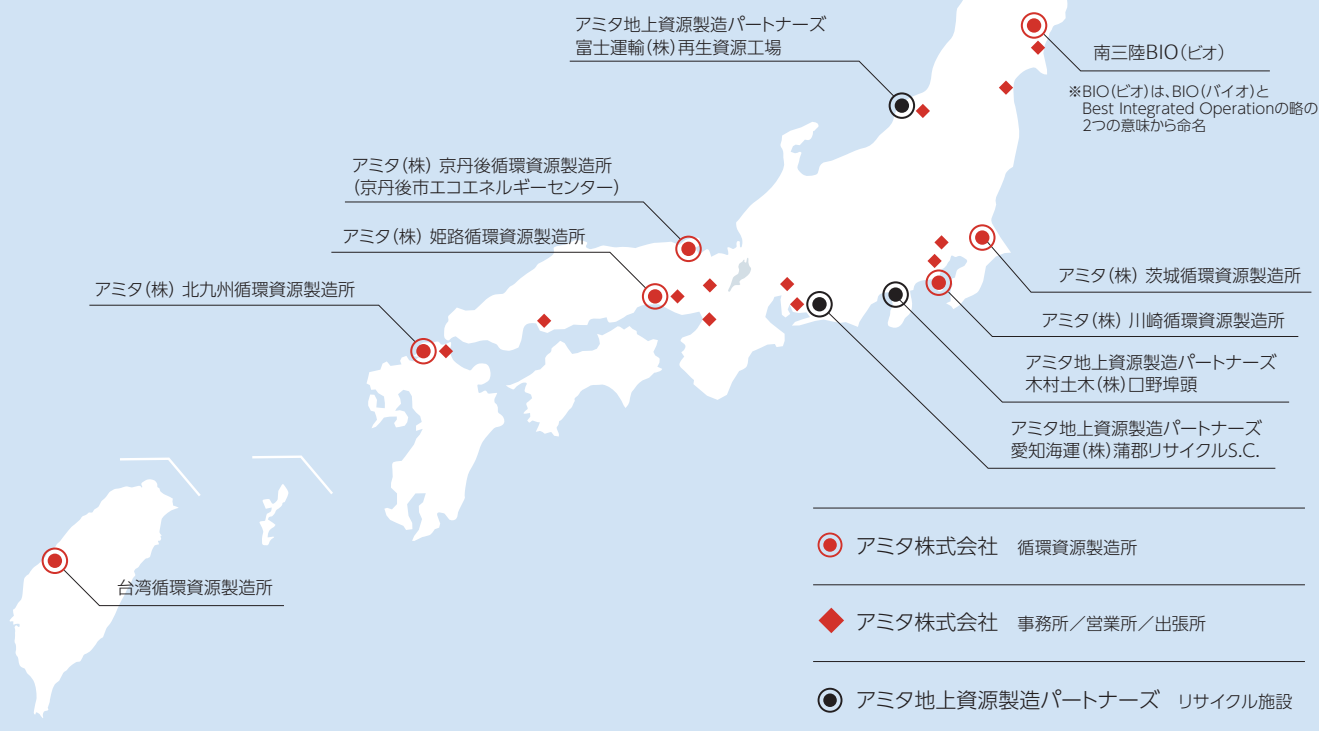 アミタ地上資源製造パートナーズ
富士運輸(株)再生資源工場
南三陸BIO(ビオ)
※BIO(ビオ)は、BIO(バイオ)と
Best Integrated Operationの略の
2つの意味から命名
アミタ(株) 京丹後循環資源製造所
(京丹後市エコエネルギーセンター)
アミタ(株) 姫路循環資源製造所
アミタ(株) 北九州循環資源製造所
アミタ(株) 茨城循環資源製造所
アミタ(株) 川崎循環資源製造所
アミタ地上資源製造パートナーズ
木村土木(株)口野埠頭
アミタ地上資源製造パートナーズ
愛知海運(株)蒲郡リサイクルS.C.
台湾循環資源製造所
アミタ株式会社 循環資源製造所
アミタ株式会社 事務所／営業所／出張所
アミタ地上資源製造パートナーズ リサイクル施設